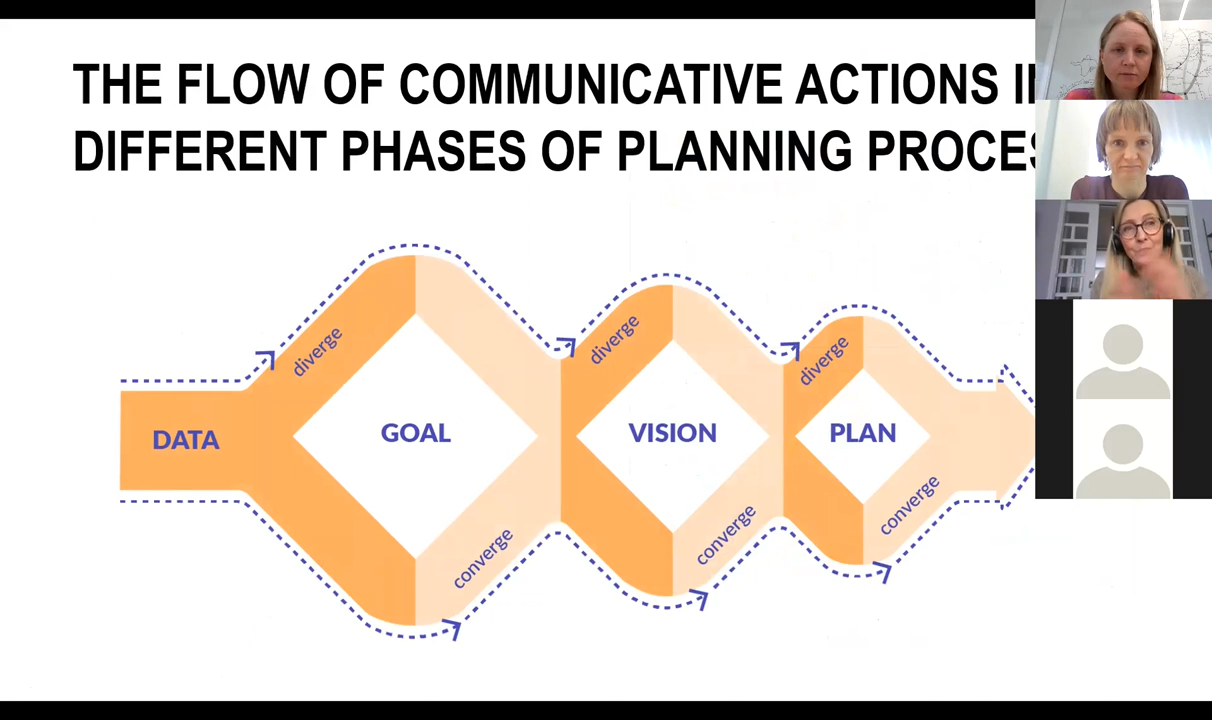 THE FLOW OF COMMUNICATIVE ACTIONS
DIFFERENT PHASES OF PLANNING
diverge
diverge
diverge
DATA
GOAL
VISION
PLAN
converge
converge
converge